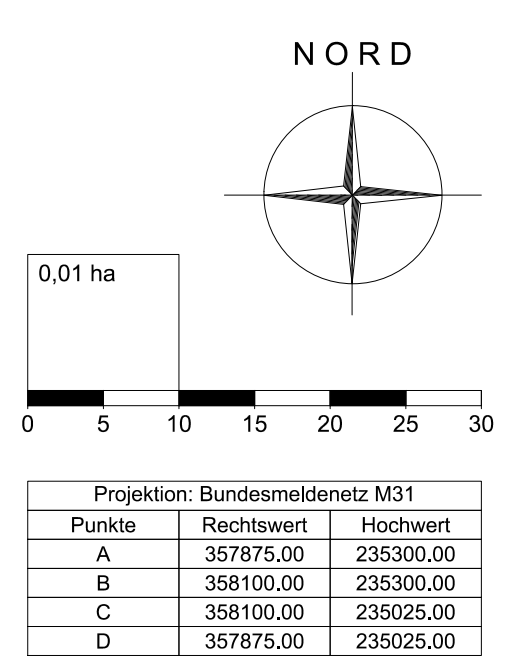 NORD
0,01 ha
0 5 10 15 20 25 30
Projektion: Bundesmeldenetz M31
Punkte Rechtswert Hochwert
A 357875.00 235300.00
B 358100.00 235300.00
C 358100.00 235025.00
D 357875.00 235025.00